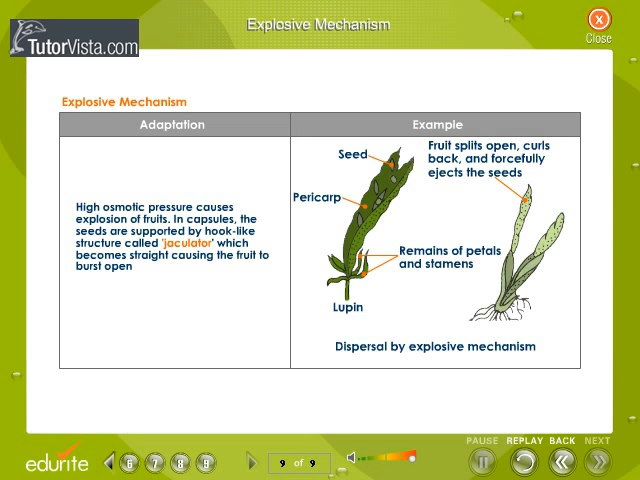 Explosive Mechanism
x
Close
TutorVista.com
Explosive Mechanism
Adaptation
Example
High osmotic pressure causes
explosion of fruits. In capsules, the
seeds are supported by hook-like
structure called 'jaculator' which
becomes straight causing the fruit to
burst open
Seed
Pericarp
Fruit splits open, curls
back, and forcefully
ejects the seeds
Remains of petals
and stamens
Lupin
Dispersal by explosive mechanism
PAUSE REPLAY BACK NEXT
edurite
6 7 8 9
9 of 9